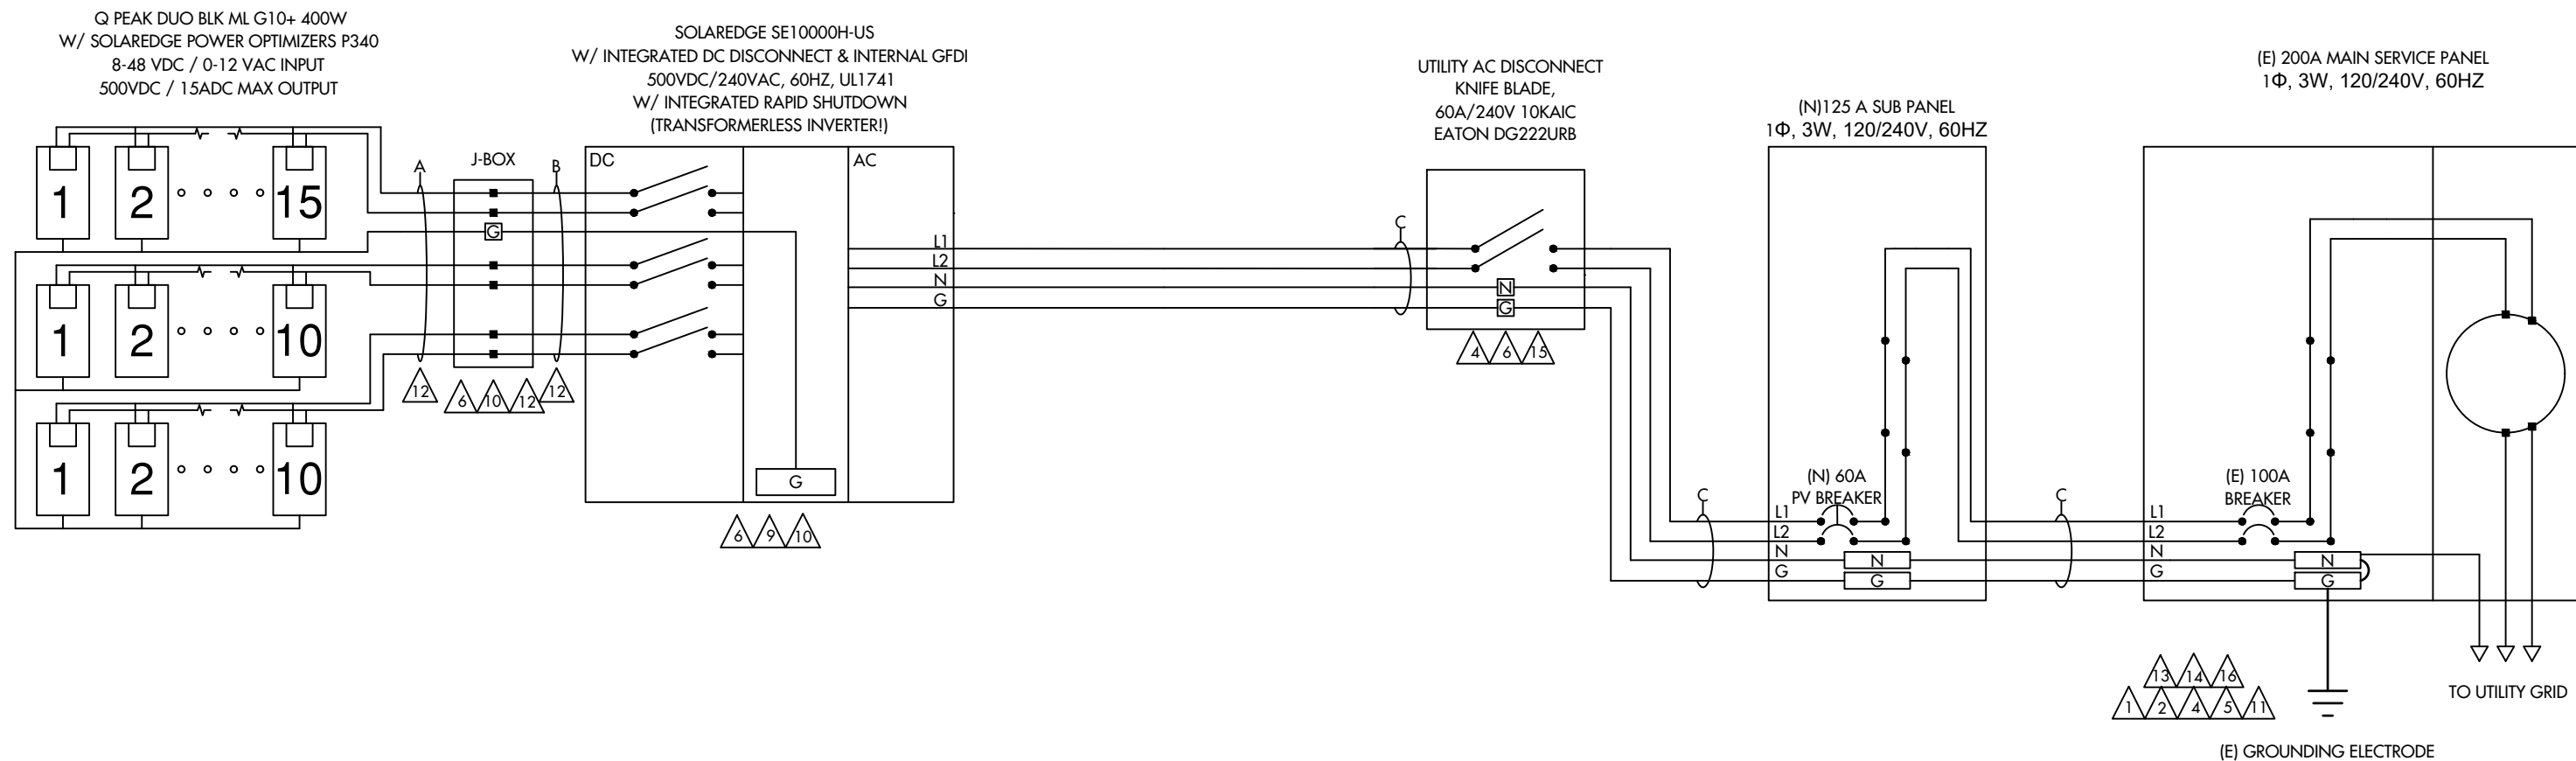 Q PEAK DUO BLK ML G10+ 400W
W/ SOLAREDGE POWER OPTIMIZERS P340
8-48 VDC / 0-12 VAC INPUT
500VDC / 15ADC MAX OUTPUT
SOLAREDGE SE10000H-US
W/ INTEGRATED DC DISCONNECT & INTERNAL GFDI
500VDC/240VAC, 60HZ, UL1741
W/ INTEGRATED RAPID SHUTDOWN
(TRANSFORMERLESS INVERTER!)
UTILITY AC DISCONNECT
KNIFE BLADE,
60A/240V 10KAIC
EATON DG222URB
(N)125 A SUB PANEL
1Φ, 3W, 120/240V, 60HZ
(E) 200A MAIN SERVICE PANEL
1Φ, 3W, 120/240V, 60HZ
1 2 15
1 2 10
1 2 10
A
J-BOX
B
G
12
6 10 12
12
DC
AC
G
L1
L2
N
G
6 9 10
C
N
G
4 6 15
C
(N) 60A
PV BREAKER
L1
L2
N
G
N
G
C
(E) 100A
BREAKER
L1
L2
N
G
N
G
13 14 16
1 2 4 5 11
TO UTILITY GRID
(E) GROUNDING ELECTRODE